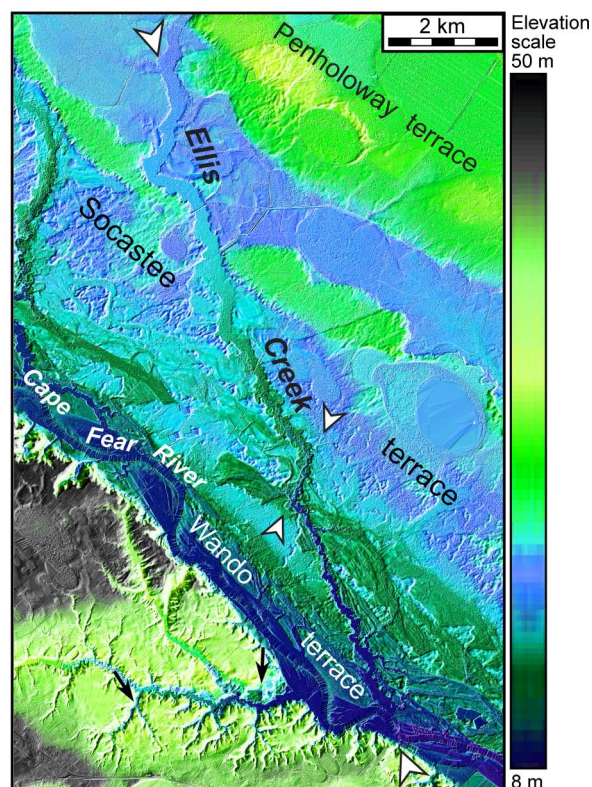 2 km
Elevation
scale
50 m
Penholoway terrace
Ellis
Socastee
Creek
Cape
Fear
River
terrace
Wando
terrace
8 m